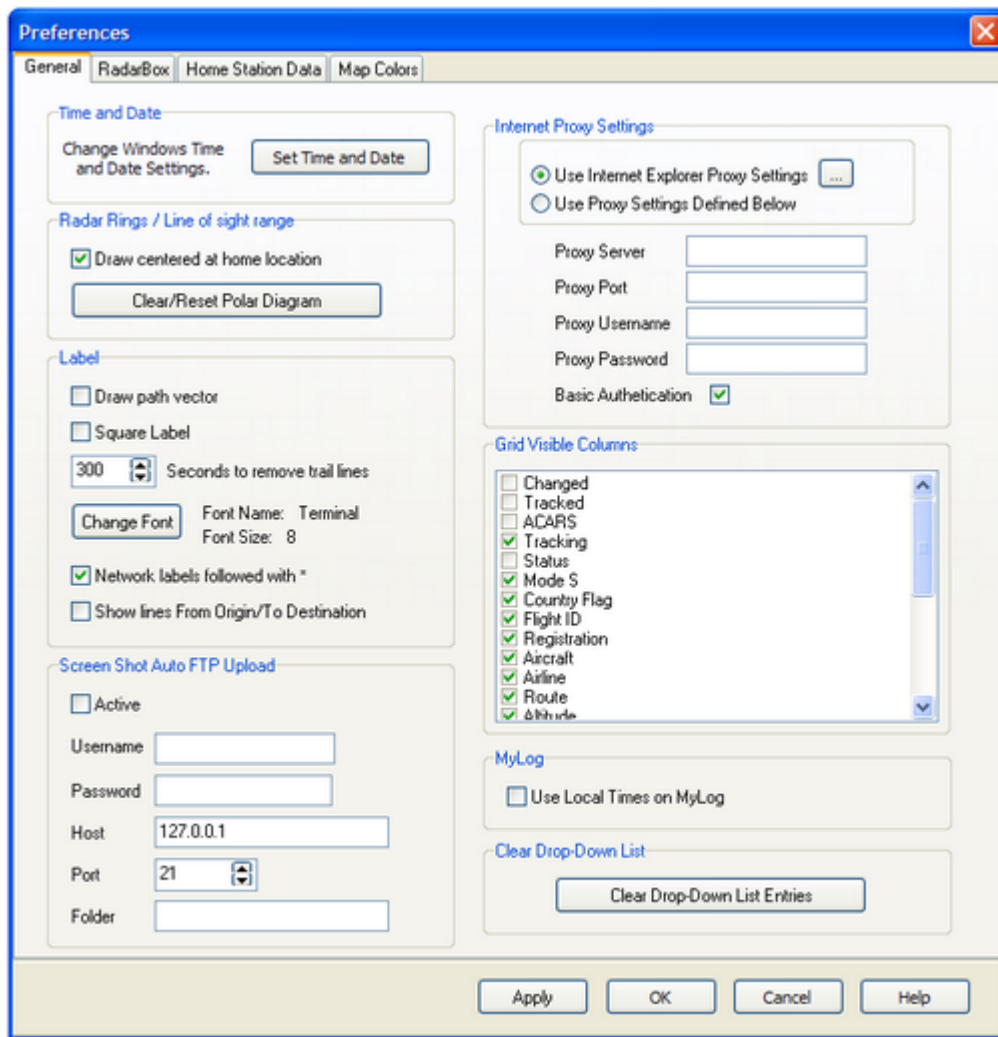 Preferences
General RadarBox Home Station Data Map Colors
Time and Date
Change Windows Time
and Date Settings.
Set Time and Date
Radar Rings / Line of sight range
Draw centered at home location
Clear/Reset Polar Diagram
Label
Draw path vector
Square Label
300 Seconds to remove trail lines
Change Font
Font Name: Terminal
Font Size: 8
Network labels followed with *
Show lines From Origin/To Destination
Screen Shot Auto FTP Upload
Active
Username
Password
Host 127.0.0.1
Port 21
Folder
Internet Proxy Settings
Use Internet Explorer Proxy Settings ...
Use Proxy Settings Defined Below
Proxy Server
Proxy Port
Proxy Username
Proxy Password
Basic Authetication
Grid Visible Columns
Changed
Tracked
ACARS
Tracking
Status
Mode S
Country Flag
Flight ID
Registration
Aircraft
Airline
Route
Altitude
MyLog
Use Local Times on MyLog
Clear Drop-Down List
Clear Drop-Down List Entries
Apply OK Cancel Help